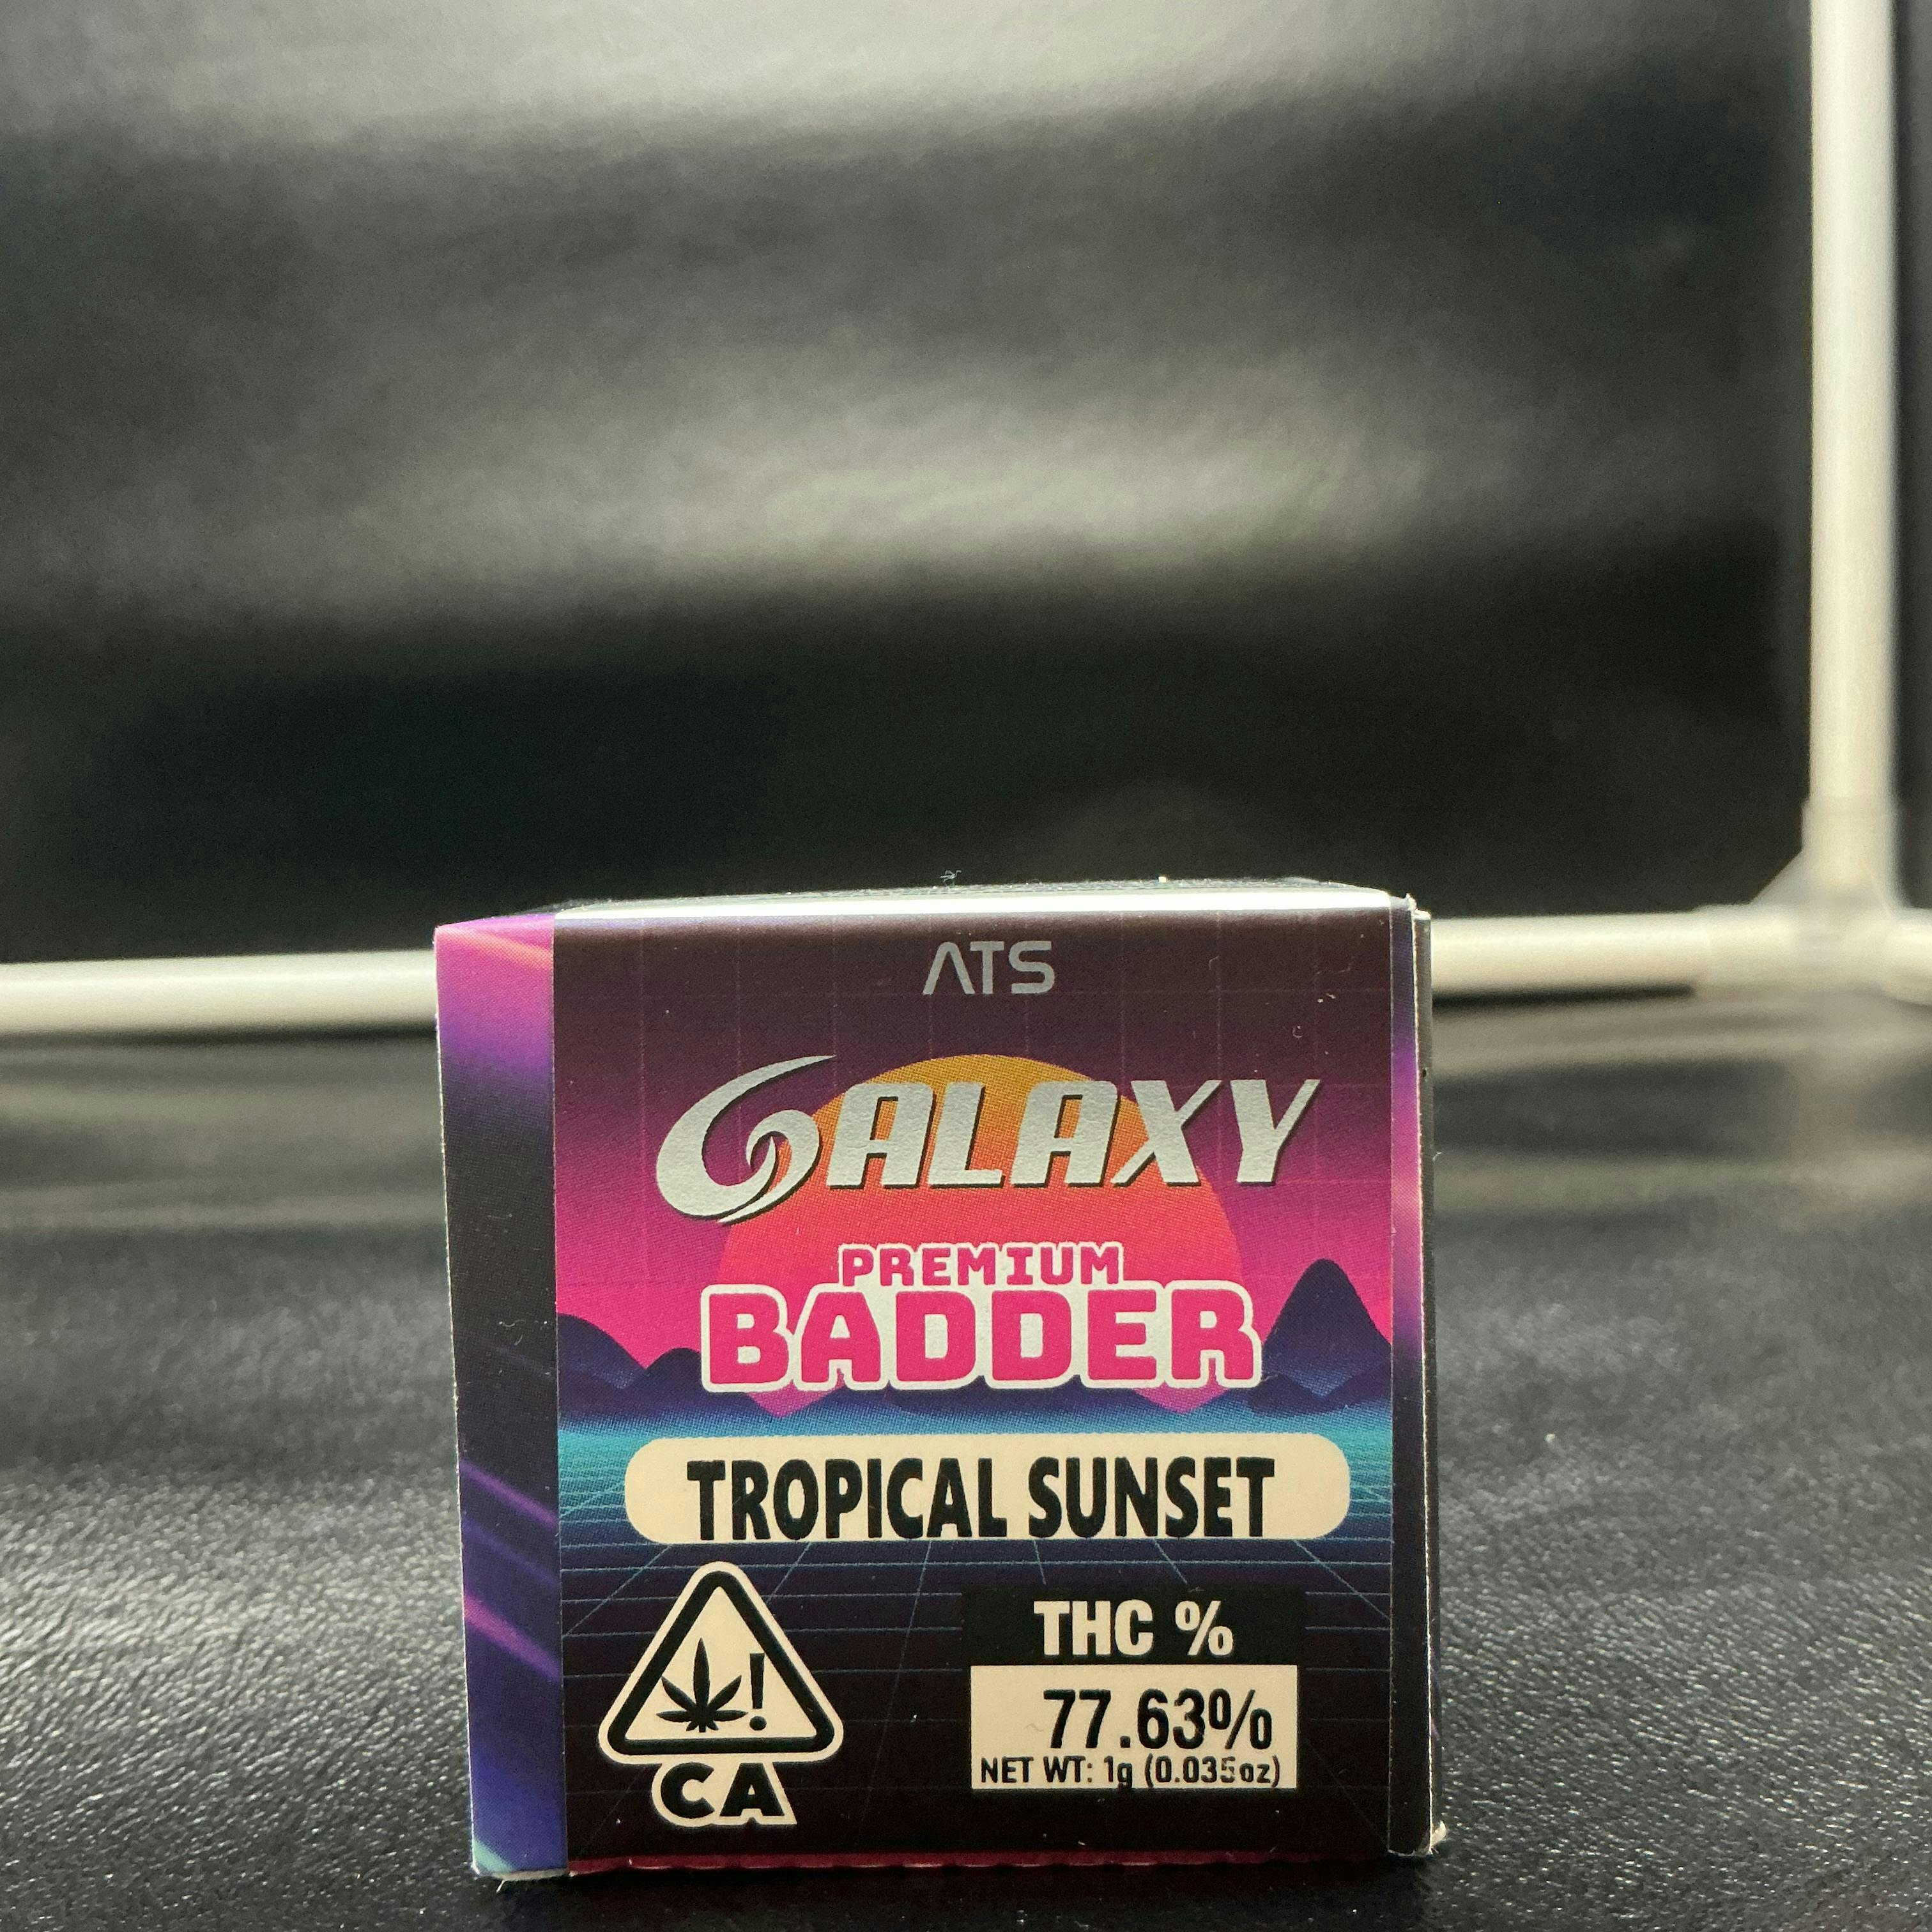 ATS
GALAXY
PREMIUM
BADDER
TROPICAL SUNSET
THC %
77.63%
NET WT: 1g (0.035oz)
!
CA